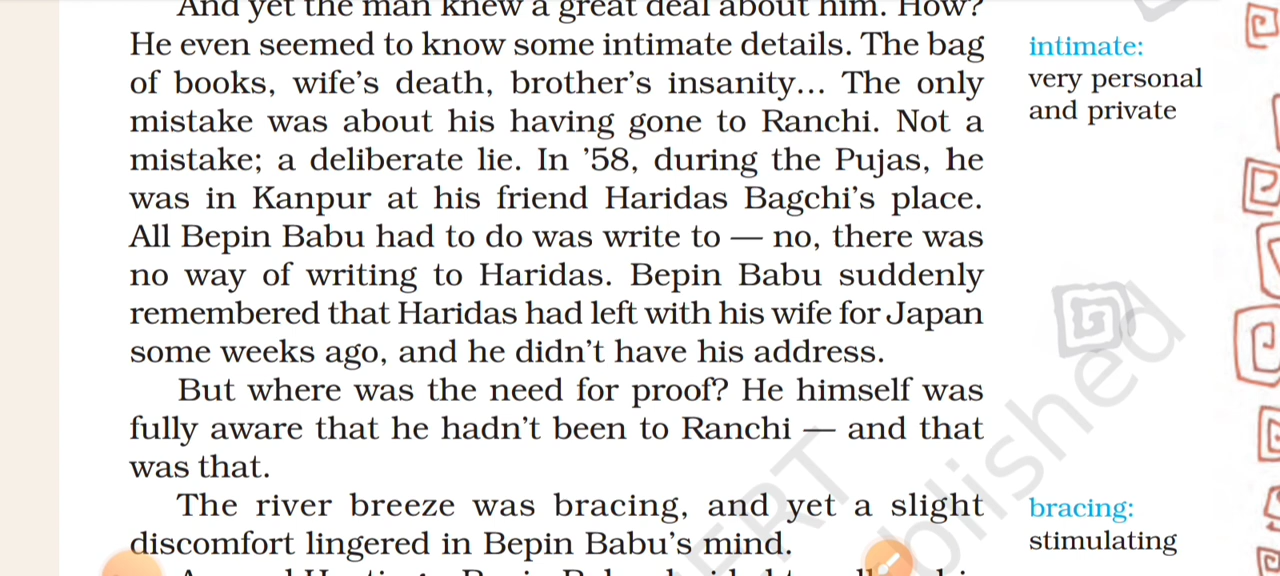 And yet the man knew a great deal about him. How?
He even seemed to know some intimate details. The bag
of books, wife's death, brother's insanity... The only
mistake was about his having gone to Ranchi. Not a
mistake; a deliberate lie. In '58, during the Pujas, he
was in Kanpur at his friend Haridas Bagchi's place.
All Bepin Babu had to do was write to — no, there was
no way of writing to Haridas. Bepin Babu suddenly
remembered that Haridas had left with his wife for Japan
some weeks ago, and he didn't have his address.
But where was the need for proof? He himself was
fully aware that he hadn't been to Ranchi — and that
was that.
The river breeze was bracing, and yet a slight
discomfort lingered in Bepin Babu's mind.
intimate:
very personal
and private
bracing:
stimulating